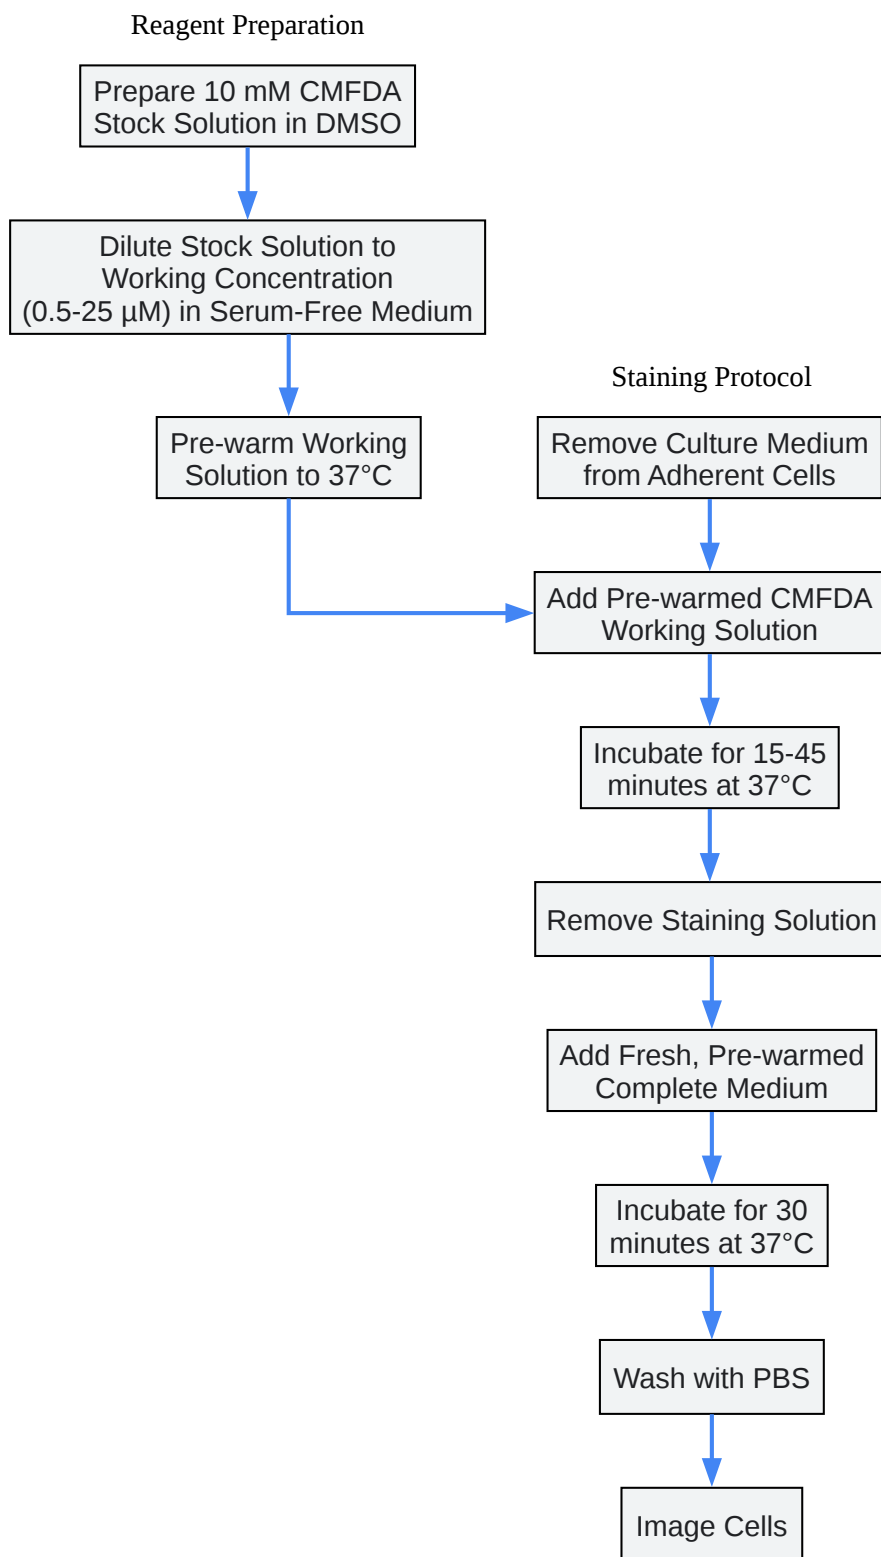 Reagent Preparation
Prepare 10 mM CMFDA
Stock Solution in DMSO
Dilute Stock Solution to
Working Concentration
(0.5-25 µM) in Serum-Free Medium
Pre-warm Working
Solution to 37°C
Staining Protocol
Remove Culture Medium
from Adherent Cells
Add Pre-warmed CMFDA
Working Solution
Incubate for 15-45
minutes at 37°C
Remove Staining Solution
Add Fresh, Pre-warmed
Complete Medium
Incubate for 30
minutes at 37°C
Wash with PBS
Image Cells